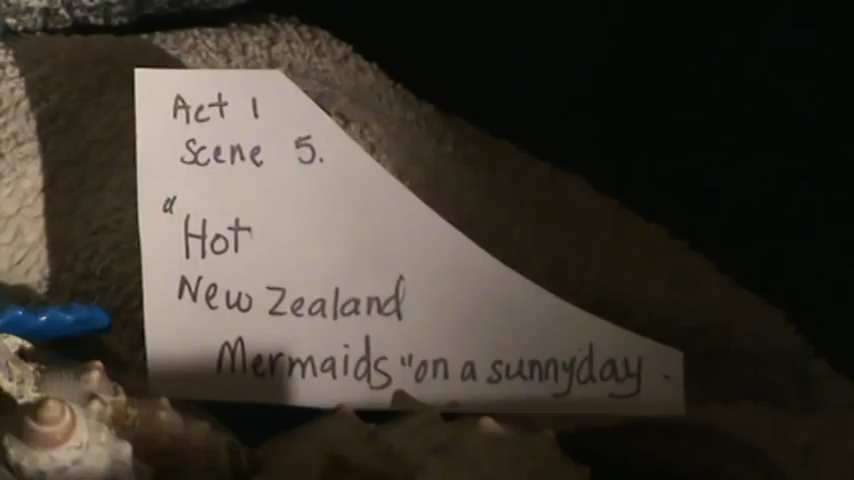 Act 1
Scene 5.
"Hot
New Zealand
Mermaids "on a sunnyday .